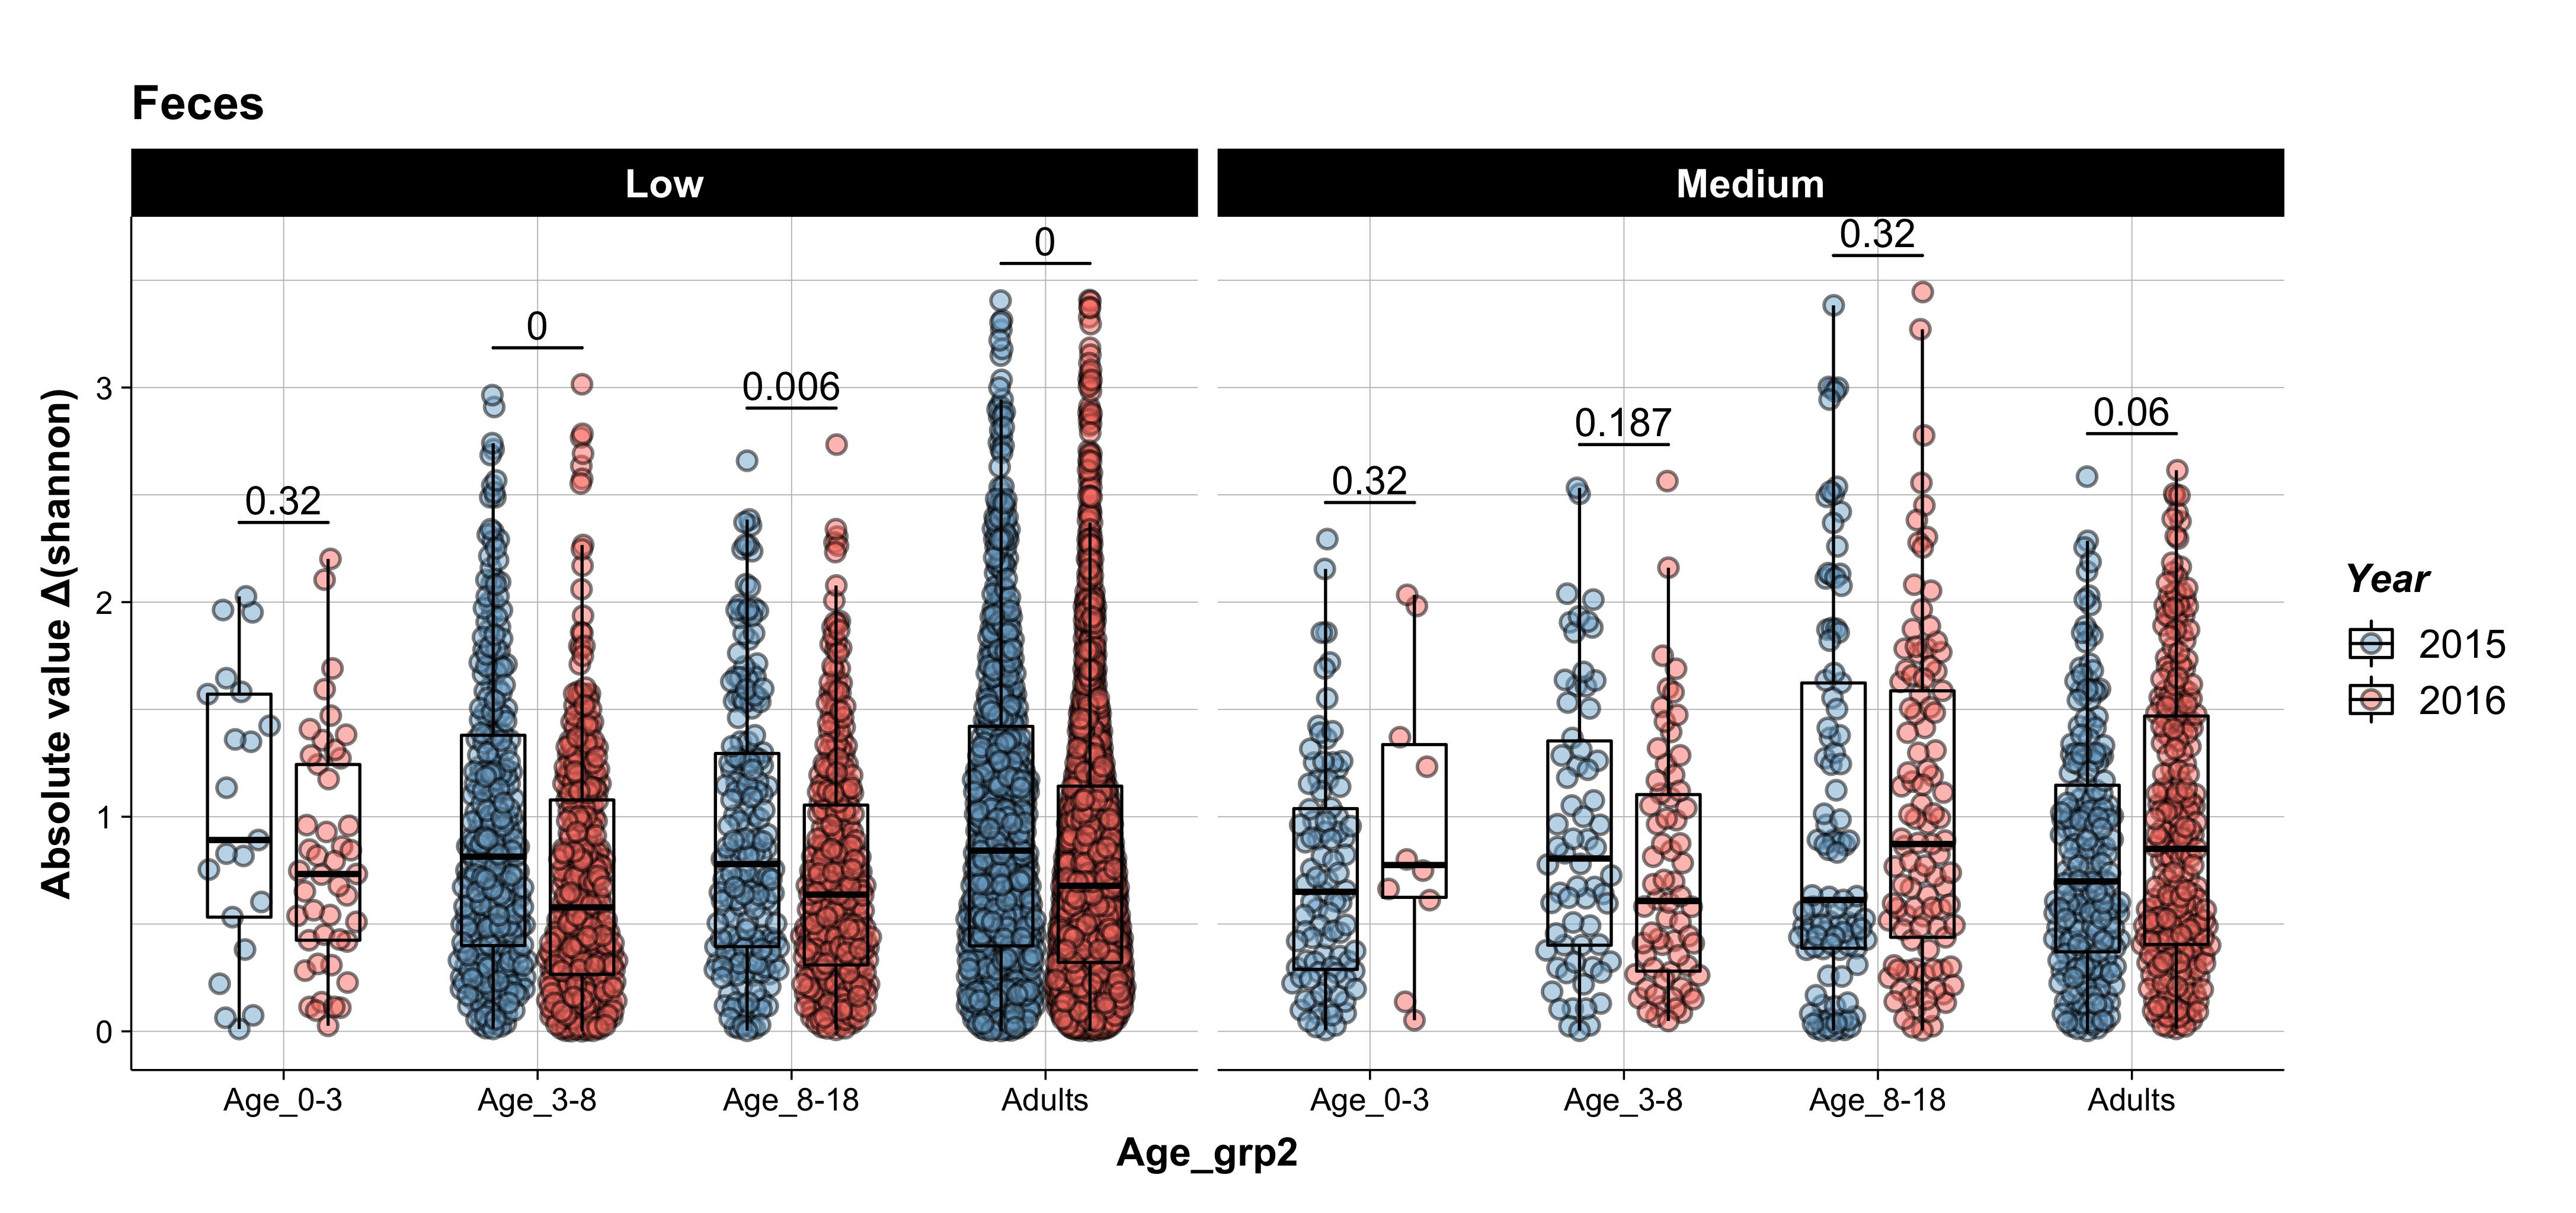 Feces
Low
Medium
0.32
0
0.006
0
0.32
0.187
0.32
0.06
Absolute value Δ(shannon)
3
2
1
0
Age_0-3
Age_3-8
Age_8-18
Adults
Age_0-3
Age_3-8
Age_8-18
Adults
Age_grp2
Year
2015
2016